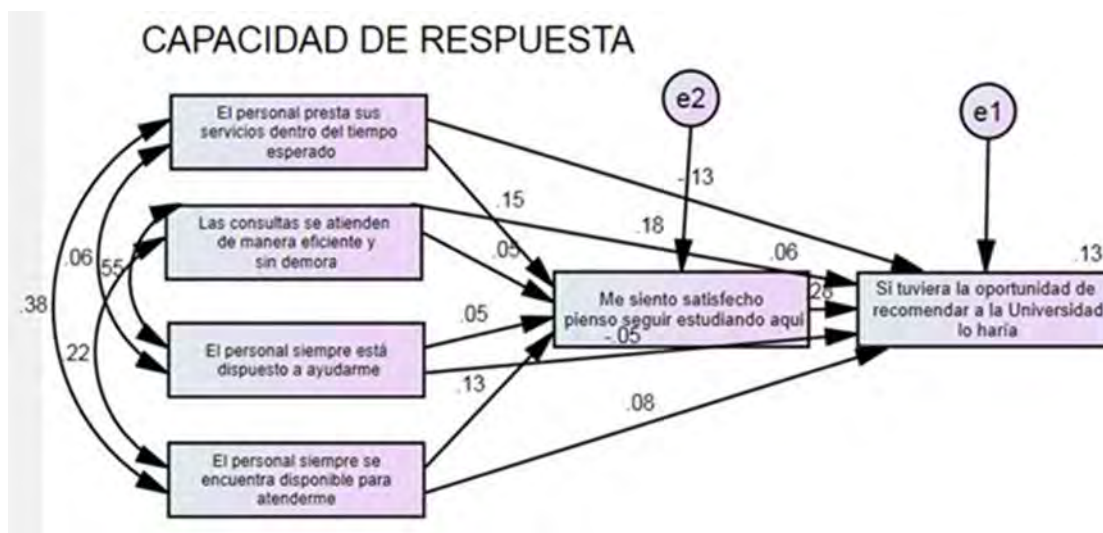 CAPACIDAD DE RESPUESTA
El personal presta sus
servicios dentro del tiempo
esperado
e2
e1
-.13
.15
Las consultas se atienden
de manera eficiente y
sin demora
.18
.05
.06
.13
.06
.55
.38
Me siento satisfecho
pienso seguir estudiando aqui
.28
Si tuviera la oportunidad de
recomendar a la Universidad
lo haría
.05
-.05
El personal siempre está
dispuesto a ayudarme
.22
.13
.08
El personal siempre se
encuentra disponible para
atenderme